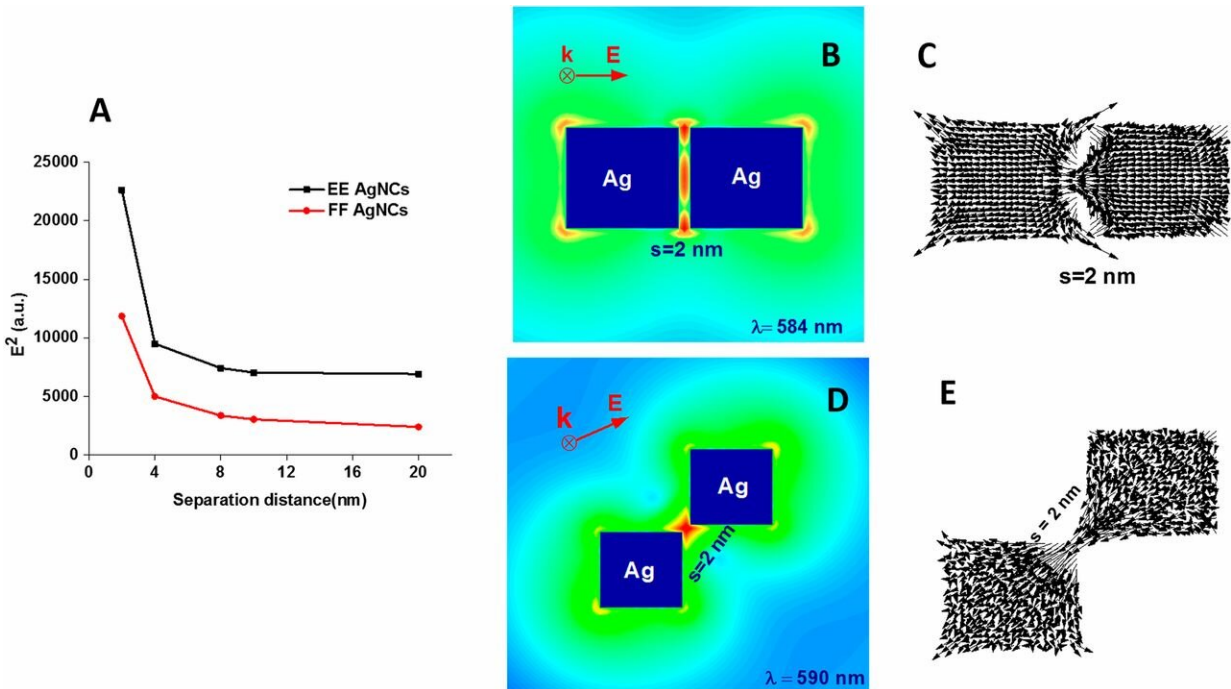 A
25000
20000
15000
10000
5000
0
E² (a.u.)
0 4 8 12 16 20
Separation distance(nm)
EE AgNCs
FF AgNCs
B
k E
Ag Ag
s=2 nm
λ= 584 nm
C
s=2 nm
D
k E
Ag
Ag
s=2 nm
λ = 590 nm
E
s = 2 nm